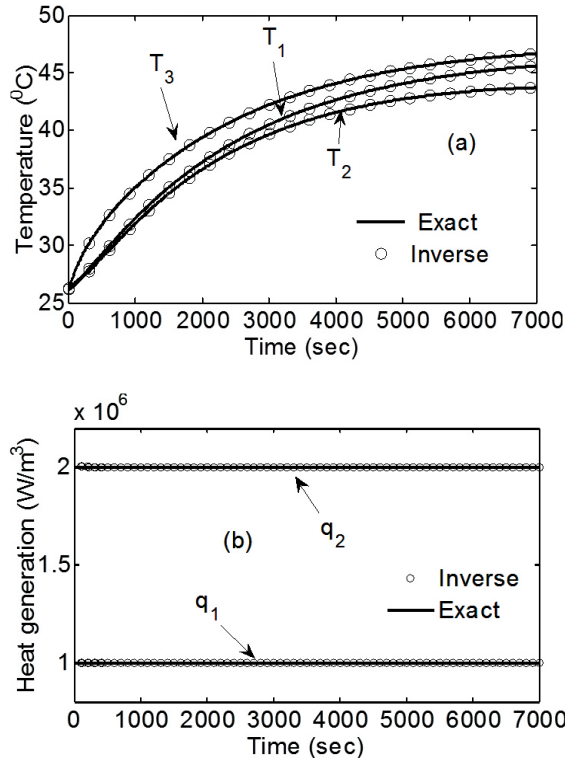 50
45
40
35
30
25
Temperature (⁰C)
T₃
T₁
T₂
(a)
Exact
Inverse
0 1000 2000 3000 4000 5000 6000 7000
Time (sec)
x 10⁶
2
1.5
1
Heat generation (W/m³)
q₂
(b)
q₁
Inverse
Exact
0 1000 2000 3000 4000 5000 6000 7000
Time (sec)